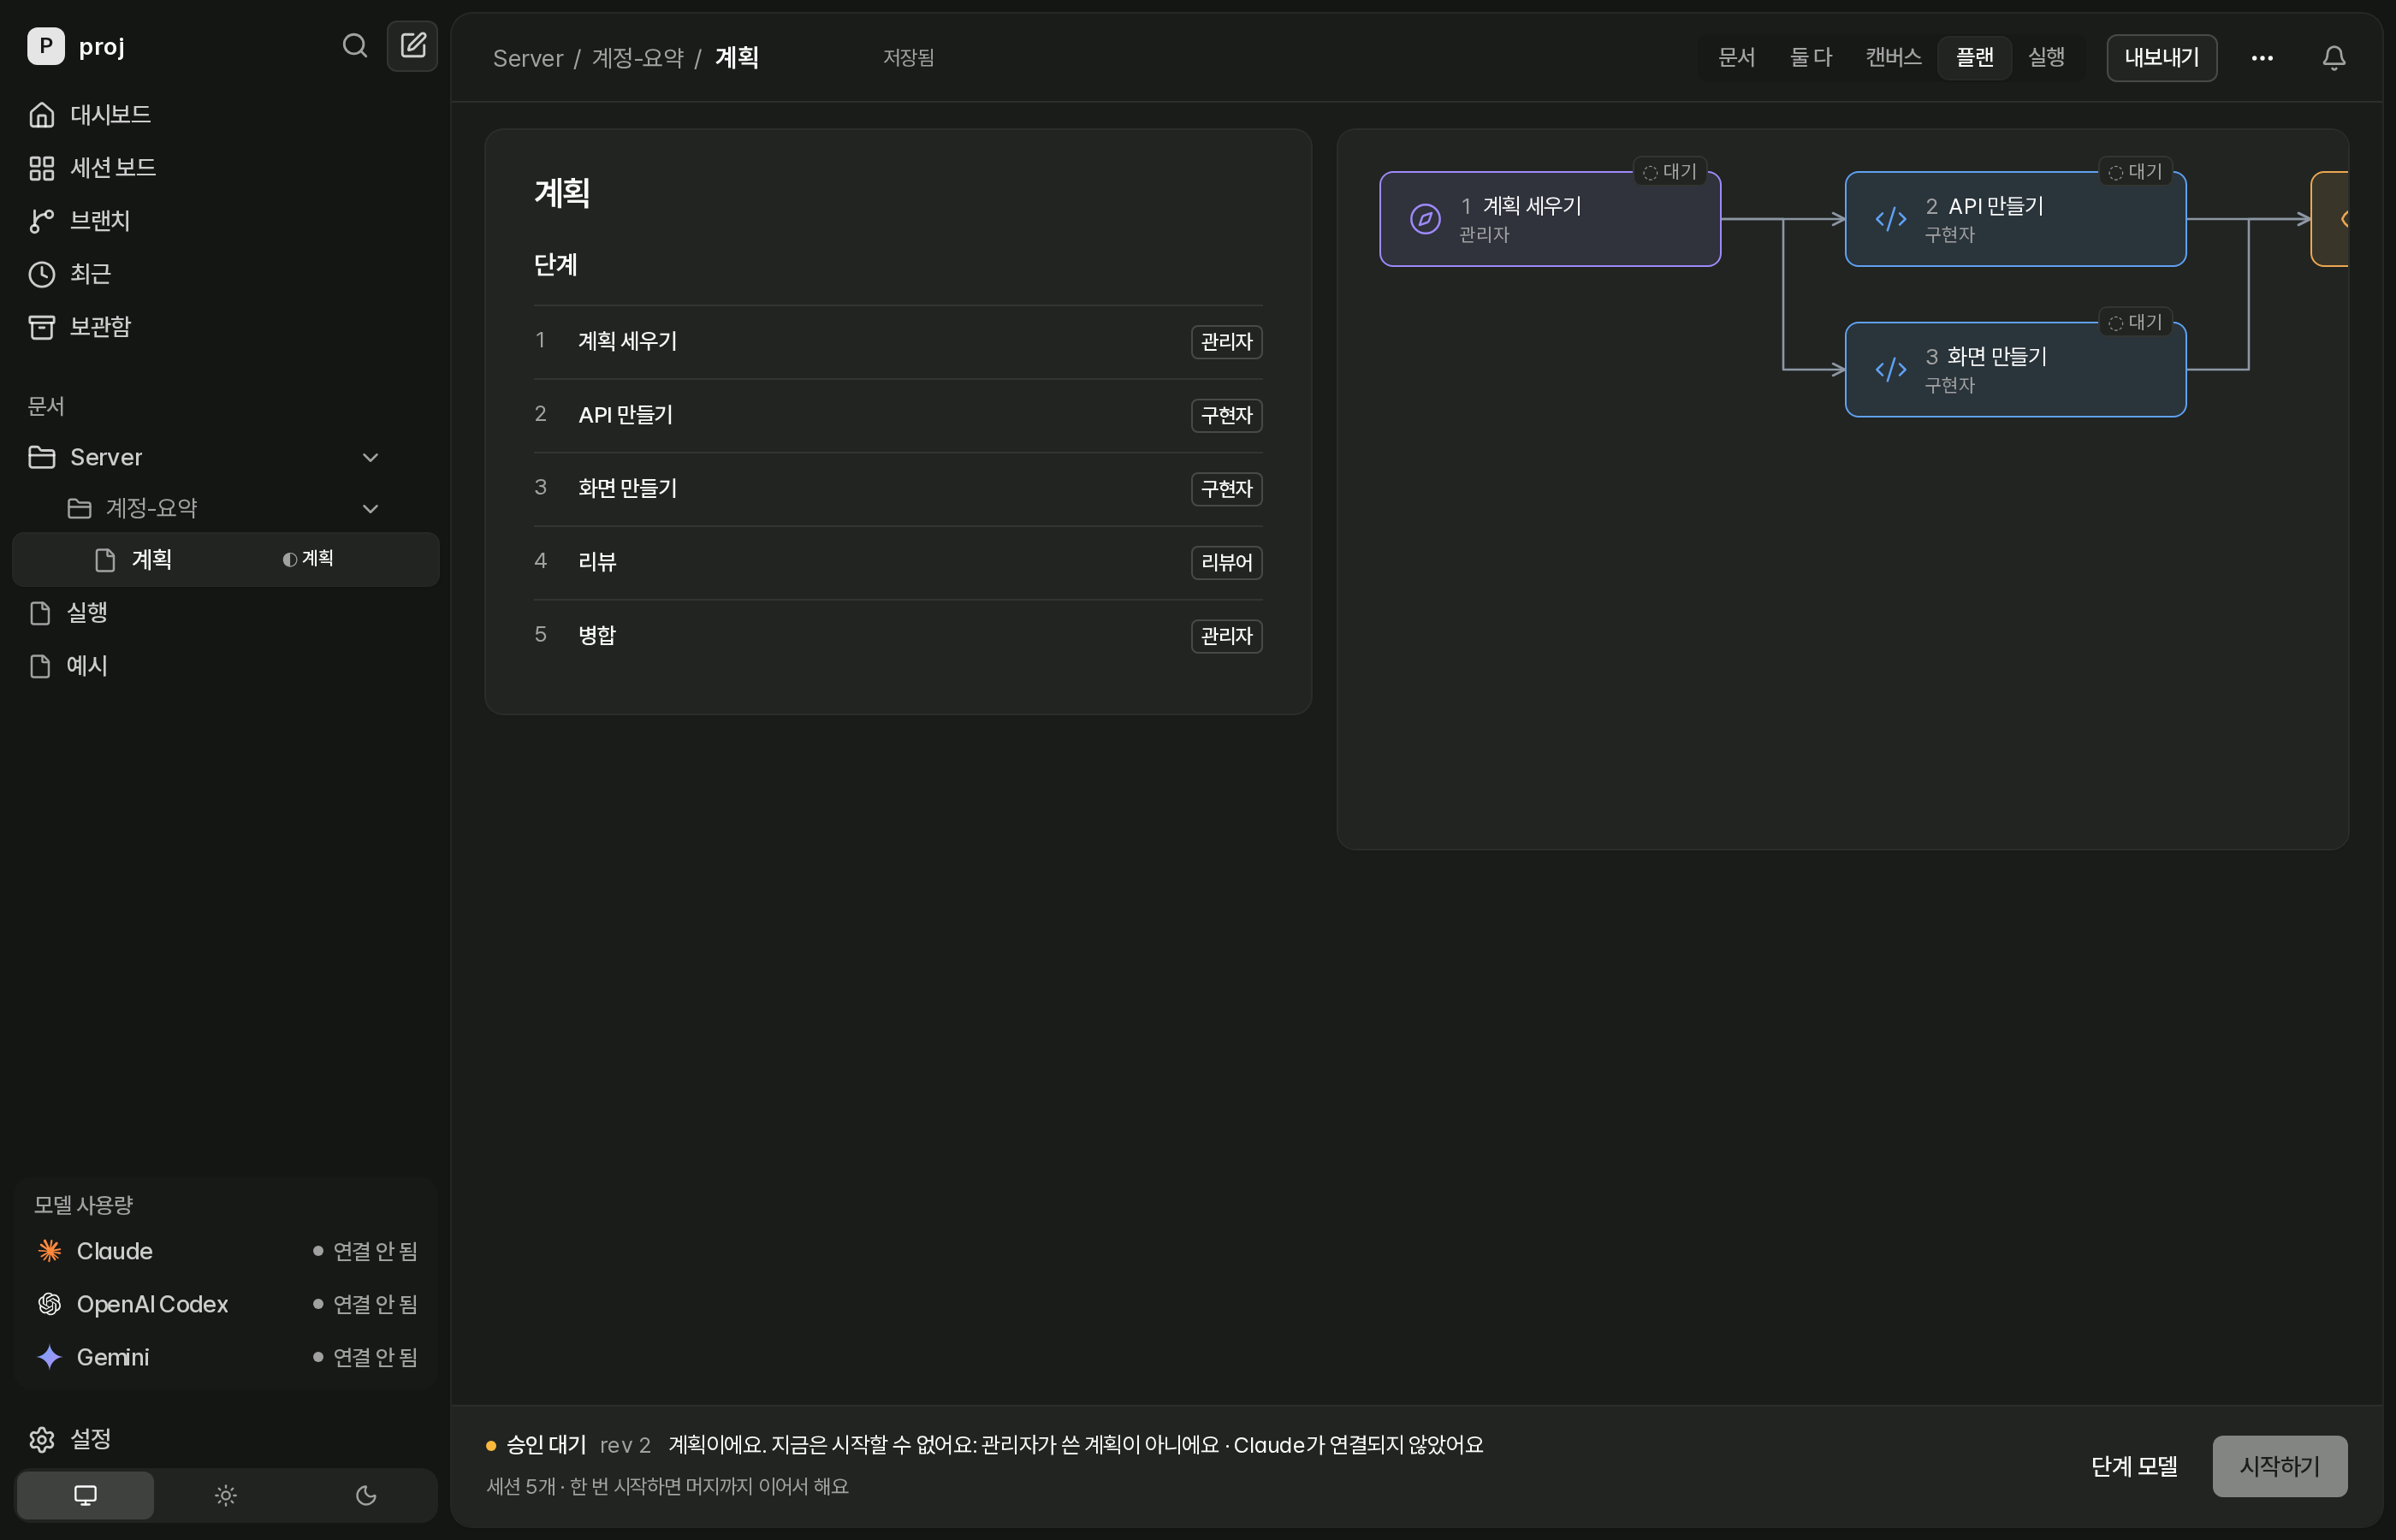 P proj
대시보드
세션 보드
브랜치
최근
보관함
문서
Server
계정-요약
계획 계획
실행
예시
모델 사용량
Claude 연결 안 됨
OpenAI Codex 연결 안 됨
Gemini 연결 안 됨
설정
Server / 계정-요약 / 계획 저장됨
문서 둘 다 캔버스 플랜 실행 내보내기
계획
단계
1 계획 세우기 관리자
2 API 만들기 구현자
3 화면 만들기 구현자
4 리뷰 리뷰어
5 병합 관리자
대기
1 계획 세우기
관리자
대기
2 API 만들기
구현자
대기
3 화면 만들기
구현자
승인 대기 rev 2 계획이에요. 지금은 시작할 수 없어요: 관리자가 쓴 계획이 아니에요 · Claude가 연결되지 않았어요
세션 5개 · 한 번 시작하면 머지까지 이어서 해요
단계 모델 시작하기